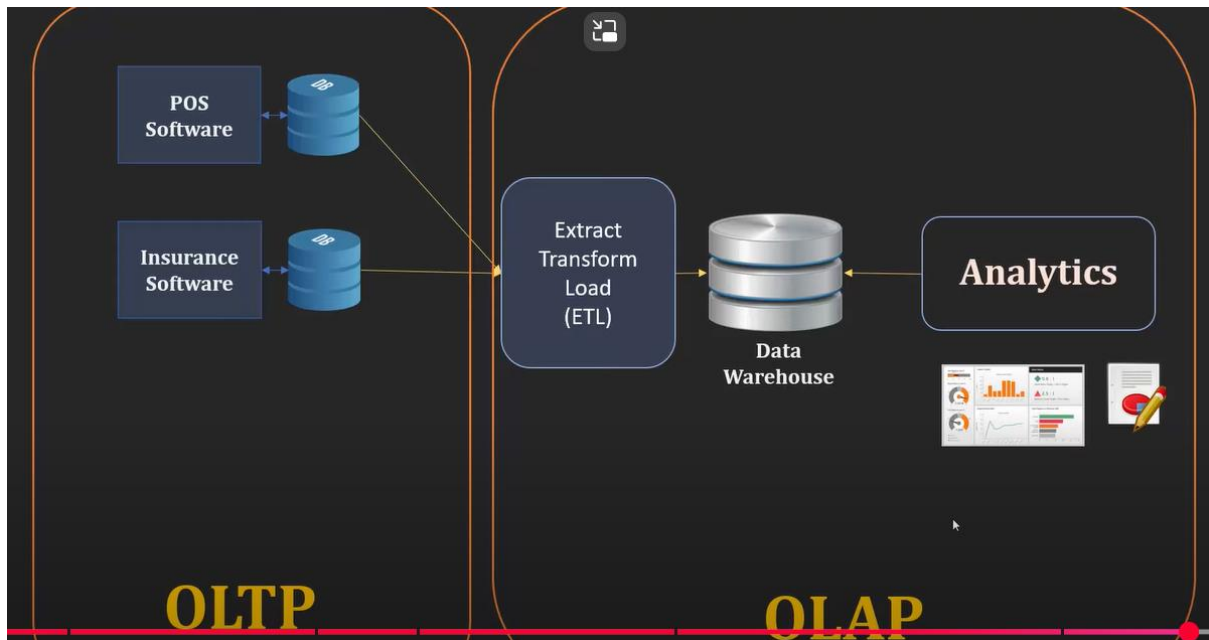 POS
Software
DB
Insurance
Software
DB
Extract
Transform
Load
(ETL)
Data
Warehouse
Analytics
OLTP
OLAP